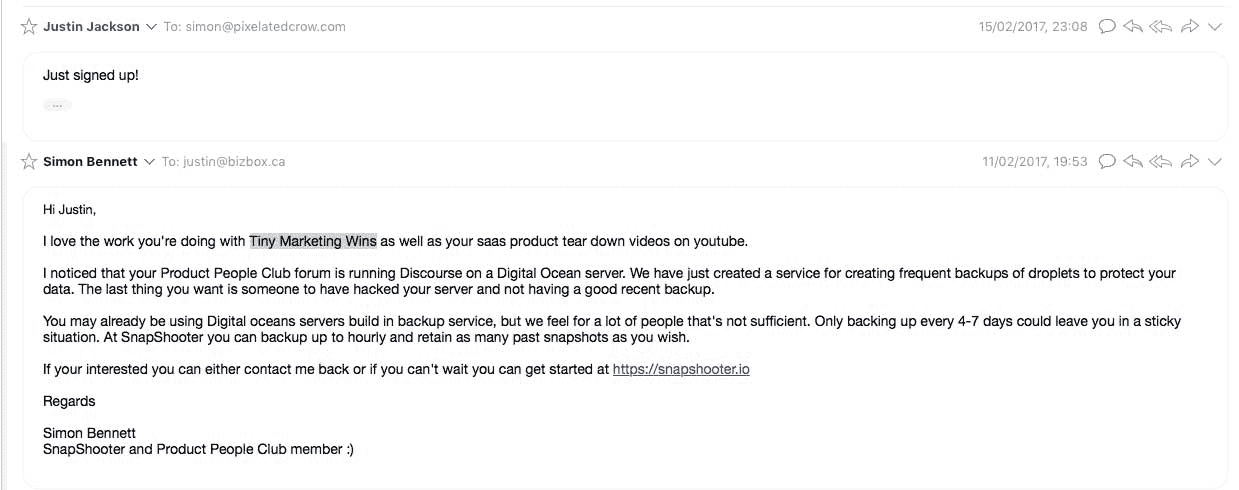 Justin Jackson To: simon@pixelatedcrow.com 15/02/2017, 23:08
Just signed up!
...
Simon Bennett To: justin@bizbox.ca 11/02/2017, 19:53
Hi Justin,
I love the work you're doing with Tiny Marketing Wins as well as your saas product tear down videos on youtube.
I noticed that your Product People Club forum is running Discourse on a Digital Ocean server. We have just created a service for creating frequent backups of droplets to protect your
data. The last thing you want is someone to have hacked your server and not having a good recent backup.
You may already be using Digital oceans servers build in backup service, but we feel for a lot of people that's not sufficient. Only backing up every 4-7 days could leave you in a sticky
situation. At SnapShooter you can backup up to hourly and retain as many past snapshots as you wish.
If your interested you can either contact me back or if you can't wait you can get started at https://snapshooter.io
Regards
Simon Bennett
SnapShooter and Product People Club member :)